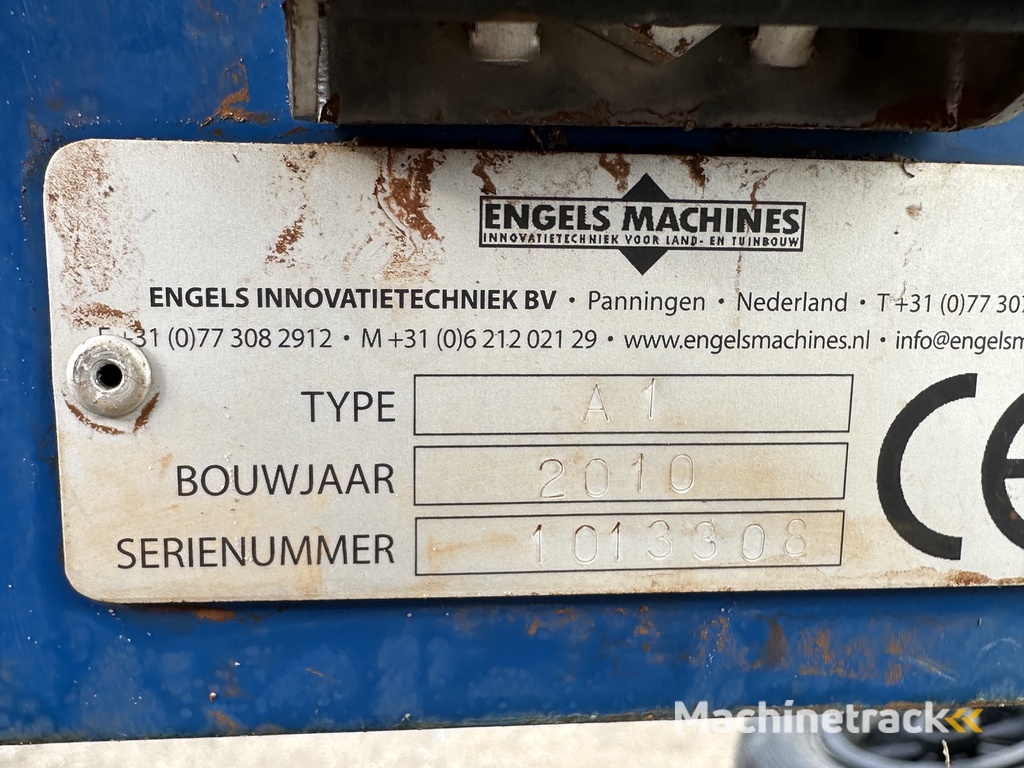 ENGELS MACHINES
INNOVATIETECHNIEK VOOR LAND- EN TUINBOUW
ENGELS INNOVATIETECHNIEK BV • Panningen • Nederland • T +31 (0)77 307
+31 (0)77 308 2912 • M +31 (0)6 212 021 29 • www.engelsmachines.nl • info@engelsm
TYPE A1
BOUWJAAR 2010
SERIENUMMER 1013308
CE
Machinetrack